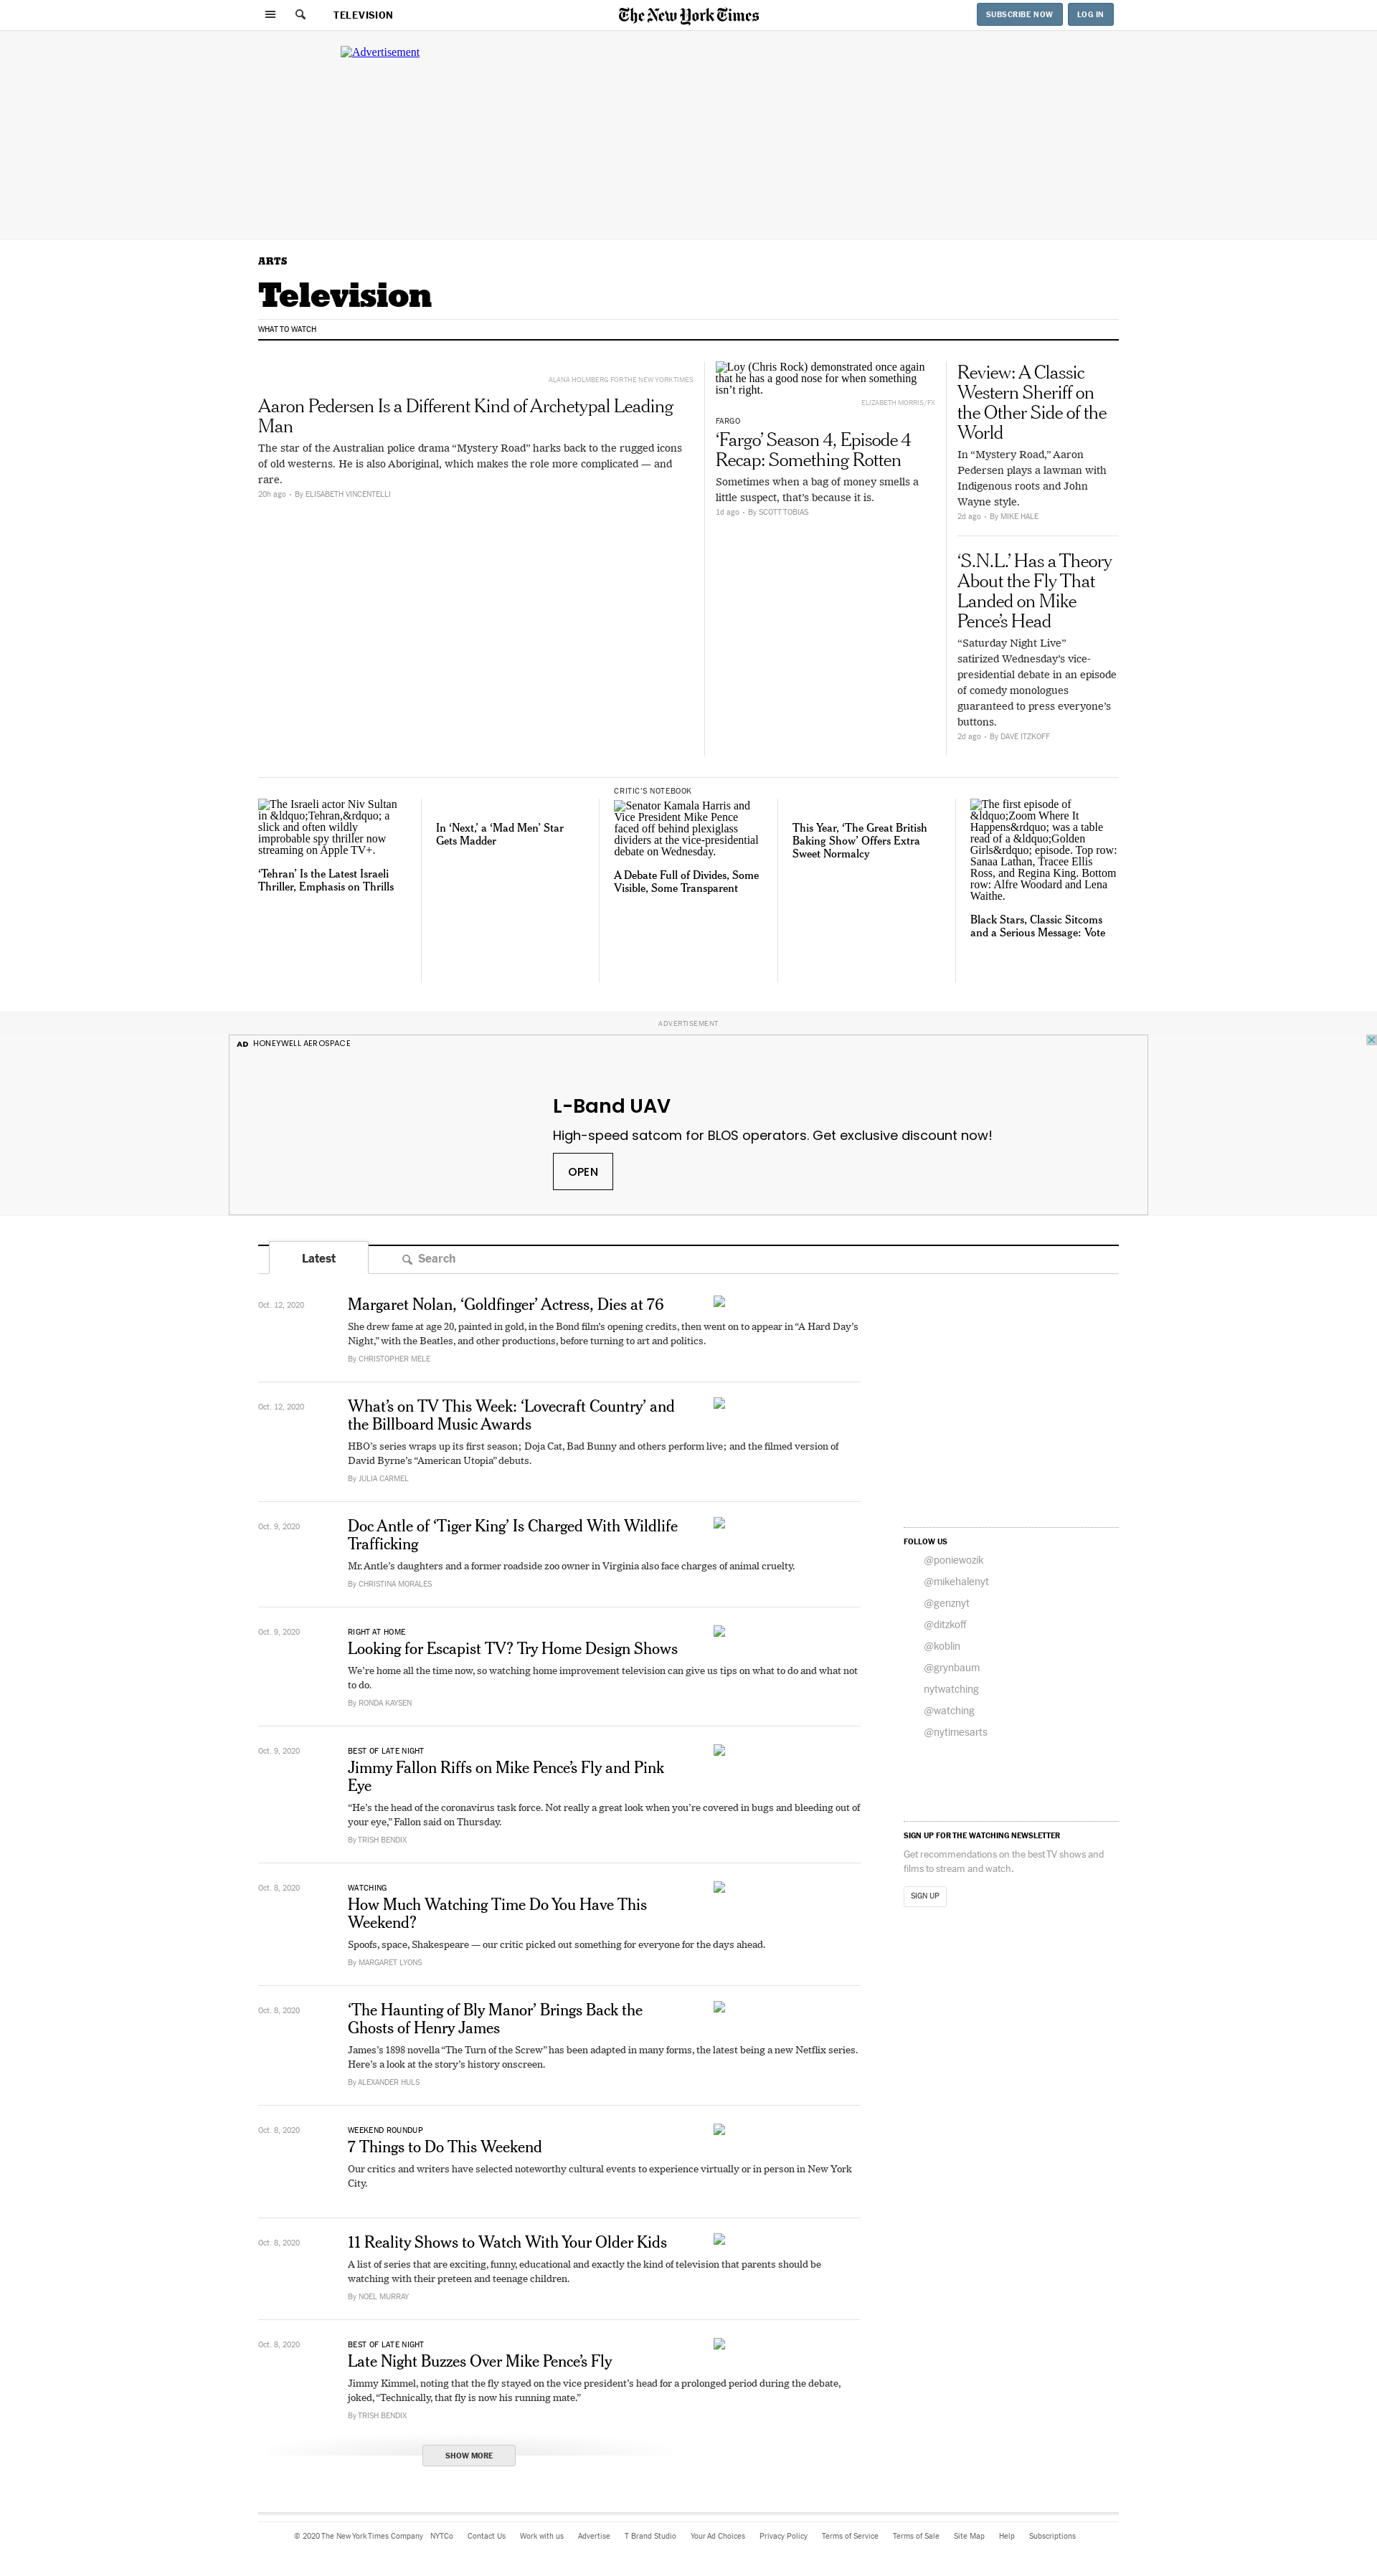 TELEVISION
The New York Times
SUBSCRIBE NOW
LOG IN
Advertisement
ARTS
Television
WHAT TO WATCH
ALANA HOLMBERG FOR THE NEW YORK TIMES
Aaron Pedersen Is a Different Kind of Archetypal Leading
Man
The star of the Australian police drama “Mystery Road” harks back to the rugged icons
of old westerns. He is also Aboriginal, which makes the role more complicated — and
rare.
20h ago • By ELISABETH VINCENTELLI
Loy (Chris Rock) demonstrated once again
that he has a good nose for when something
isn’t right.
ELIZABETH MORRIS/FX
FARGO
‘Fargo’ Season 4, Episode 4
Recap: Something Rotten
Sometimes when a bag of money smells a
little suspect, that’s because it is.
1d ago • By SCOTT TOBIAS
Review: A Classic
Western Sheriff on
the Other Side of the
World
In “Mystery Road,” Aaron
Pedersen plays a lawman with
Indigenous roots and John
Wayne style.
2d ago • By MIKE HALE
‘S.N.L.’ Has a Theory
About the Fly That
Landed on Mike
Pence’s Head
“Saturday Night Live”
satirized Wednesday’s vice-
presidential debate in an episode
of comedy monologues
guaranteed to press everyone’s
buttons.
2d ago • By DAVE ITZKOFF
The Israeli actor Niv Sultan
in &ldquo;Tehran,&rdquo; a
slick and often wildly
improbable spy thriller now
streaming on Apple TV+.
‘Tehran’ Is the Latest Israeli
Thriller, Emphasis on Thrills
In ‘Next,’ a ‘Mad Men’ Star
Gets Madder
CRITIC’S NOTEBOOK
Senator Kamala Harris and
Vice President Mike Pence
faced off behind plexiglass
dividers at the vice-presidential
debate on Wednesday.
A Debate Full of Divides, Some
Visible, Some Transparent
This Year, ‘The Great British
Baking Show’ Offers Extra
Sweet Normalcy
The first episode of
&ldquo;Zoom Where It
Happens&rdquo; was a table
read of a &ldquo;Golden
Girls&rdquo; episode. Top row:
Sanaa Lathan, Tracee Ellis
Ross, and Regina King. Bottom
row: Alfre Woodard and Lena
Waithe.
Black Stars, Classic Sitcoms
and a Serious Message: Vote
ADVERTISEMENT
AD HONEYWELL AEROSPACE
L-Band UAV
High-speed satcom for BLOS operators. Get exclusive discount now!
OPEN
Latest
Search
Oct. 12, 2020
Margaret Nolan, ‘Goldfinger’ Actress, Dies at 76
She drew fame at age 20, painted in gold, in the Bond film’s opening credits, then went on to appear in “A Hard Day’s
Night,” with the Beatles, and other productions, before turning to art and politics.
By CHRISTOPHER MELE
Oct. 12, 2020
What’s on TV This Week: ‘Lovecraft Country’ and
the Billboard Music Awards
HBO’s series wraps up its first season; Doja Cat, Bad Bunny and others perform live; and the filmed version of
David Byrne’s “American Utopia” debuts.
By JULIA CARMEL
Oct. 9, 2020
Doc Antle of ‘Tiger King’ Is Charged With Wildlife
Trafficking
Mr. Antle’s daughters and a former roadside zoo owner in Virginia also face charges of animal cruelty.
By CHRISTINA MORALES
Oct. 9, 2020
RIGHT AT HOME
Looking for Escapist TV? Try Home Design Shows
We’re home all the time now, so watching home improvement television can give us tips on what to do and what not
to do.
By RONDA KAYSEN
Oct. 9, 2020
BEST OF LATE NIGHT
Jimmy Fallon Riffs on Mike Pence’s Fly and Pink
Eye
“He’s the head of the coronavirus task force. Not really a great look when you’re covered in bugs and bleeding out of
your eye,” Fallon said on Thursday.
By TRISH BENDIX
Oct. 8, 2020
WATCHING
How Much Watching Time Do You Have This
Weekend?
Spoofs, space, Shakespeare — our critic picked out something for everyone for the days ahead.
By MARGARET LYONS
Oct. 8, 2020
‘The Haunting of Bly Manor’ Brings Back the
Ghosts of Henry James
James’s 1898 novella “The Turn of the Screw” has been adapted in many forms, the latest being a new Netflix series.
Here’s a look at the story’s history onscreen.
By ALEXANDER HULS
Oct. 8, 2020
WEEKEND ROUNDUP
7 Things to Do This Weekend
Our critics and writers have selected noteworthy cultural events to experience virtually or in person in New York
City.
Oct. 8, 2020
11 Reality Shows to Watch With Your Older Kids
A list of series that are exciting, funny, educational and exactly the kind of television that parents should be
watching with their preteen and teenage children.
By NOEL MURRAY
Oct. 8, 2020
BEST OF LATE NIGHT
Late Night Buzzes Over Mike Pence’s Fly
Jimmy Kimmel, noting that the fly stayed on the vice president’s head for a prolonged period during the debate,
joked, “Technically, that fly is now his running mate.”
By TRISH BENDIX
SHOW MORE
FOLLOW US
@poniewozik
@mikehalenyt
@genznyt
@ditzkoff
@koblin
@grynbaum
nytwatching
@watching
@nytimesarts
SIGN UP FOR THE WATCHING NEWSLETTER
Get recommendations on the best TV shows and
films to stream and watch.
SIGN UP
© 2020 The New York Times Company NYTCo Contact Us Work with us Advertise T Brand Studio Your Ad Choices Privacy Policy Terms of Service Terms of Sale Site Map Help Subscriptions